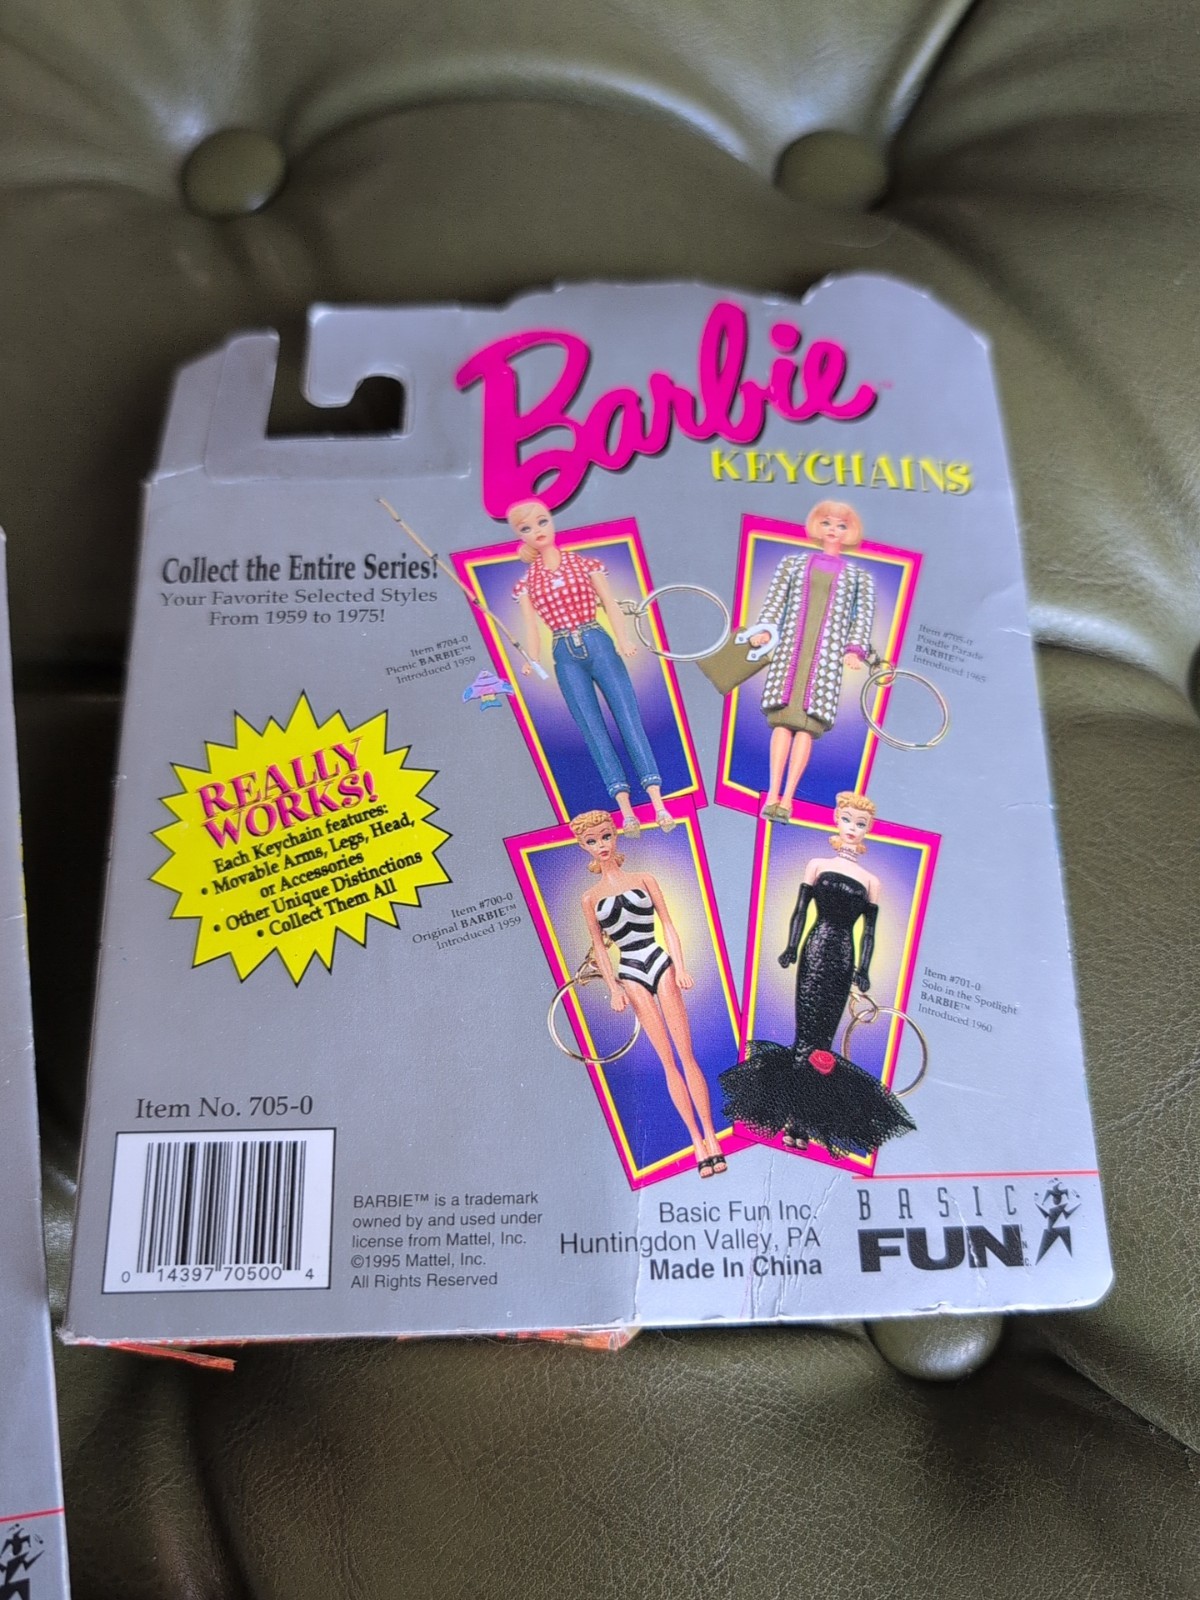 Barbie™
KEYCHAINS
Collect the Entire Series!
Your Favorite Selected Styles
From 1959 to 1975!
Item #704-0
Picnic BARBIE™
Introduced 1959
Item #705-0
Poodle Parade
BARBIE™
Introduced 1965
REALLY
WORKS!
Each Keychain features:
• Movable Arms, Legs, Head,
or Accessories
• Other Unique Distinctions
• Collect Them All
Item #700-0
Original BARBIE™
Introduced 1959
Item #701-0
Solo in the Spotlight
BARBIE™
Introduced 1960
Item No. 705-0
0 14397 70500 4
BARBIE™ is a trademark
owned by and used under
license from Mattel, Inc.
©1995 Mattel, Inc.
All Rights Reserved
Basic Fun Inc.
Huntingdon Valley, PA
Made In China
BASIC
FUN INC.